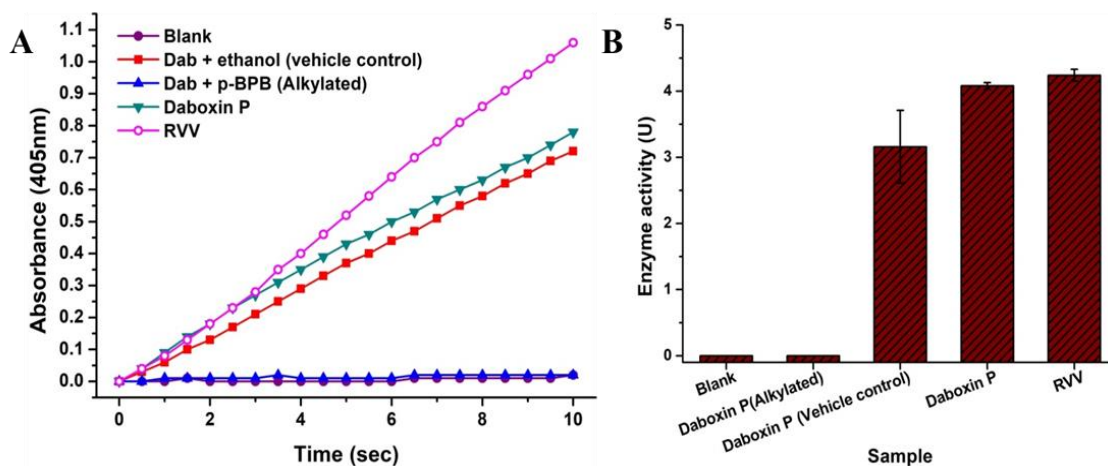 A
Absorbance (405nm)
1.1
1.0
0.9
0.8
0.7
0.6
0.5
0.4
0.3
0.2
0.1
0.0
Blank
Dab + ethanol (vehicle control)
Dab + p-BPB (Alkylated)
Daboxin P
RVV
0 2 4 6 8 10
Time (sec)
B
Enzyme activity (U)
5
4
3
2
1
0
Blank
Daboxin P(Alkylated)
Daboxin P (Vehicle control)
Daboxin P
RVV
Sample